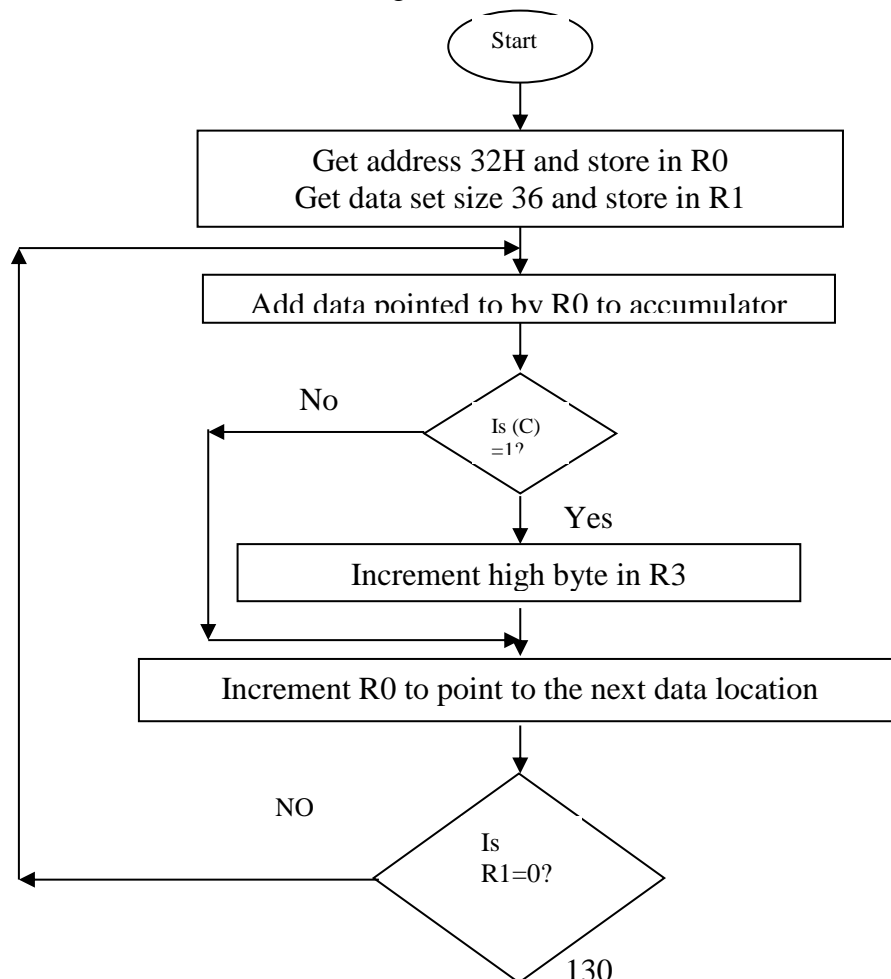 Start
Get address 32H and store in R0
Get data set size 36 and store in R1
Add data pointed to by R0 to accumulator
No
Is (C)
=1?
Yes
Increment high byte in R3
Increment R0 to point to the next data location
NO
Is
R1=0?
130